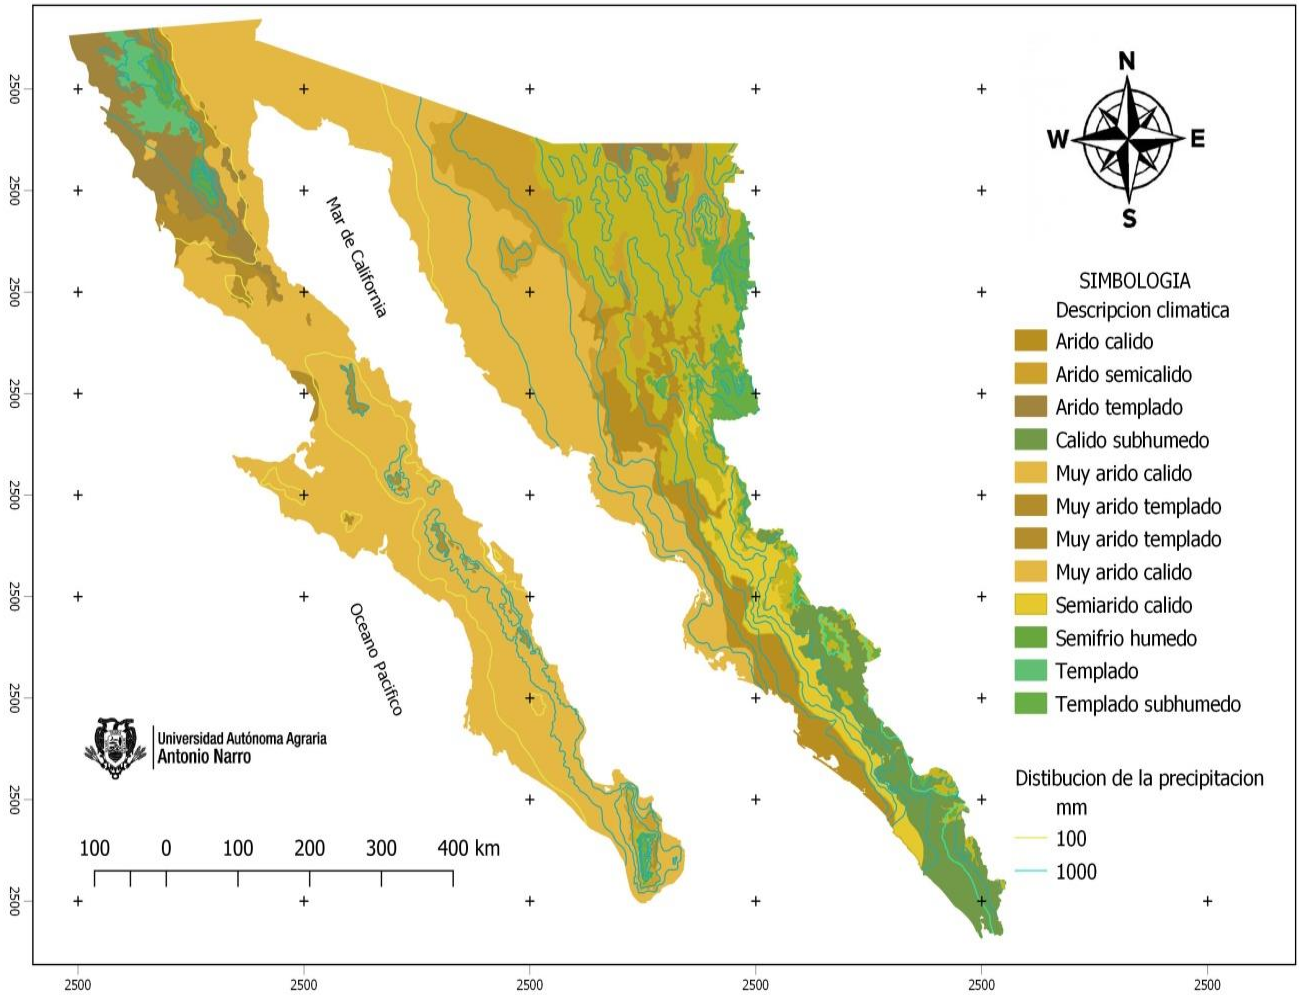 N
W
E
S
Mar de California
Oceano Pacifico
SIMBOLOGIA
Descripcion climatica
Arido calido
Arido semicalido
Arido templado
Calido subhumedo
Muy arido calido
Muy arido templado
Muy arido templado
Muy arido calido
Semiarido calido
Semifrio humedo
Templado
Templado subhumedo
Distibucion de la precipitacion
mm
100
1000
Universidad Autónoma Agraria
Antonio Narro
100 0 100 200 300 400 km
2500
2500
2500
2500
2500
2500
2500
2500
2500
2500 2500 2500 2500 2500 2500